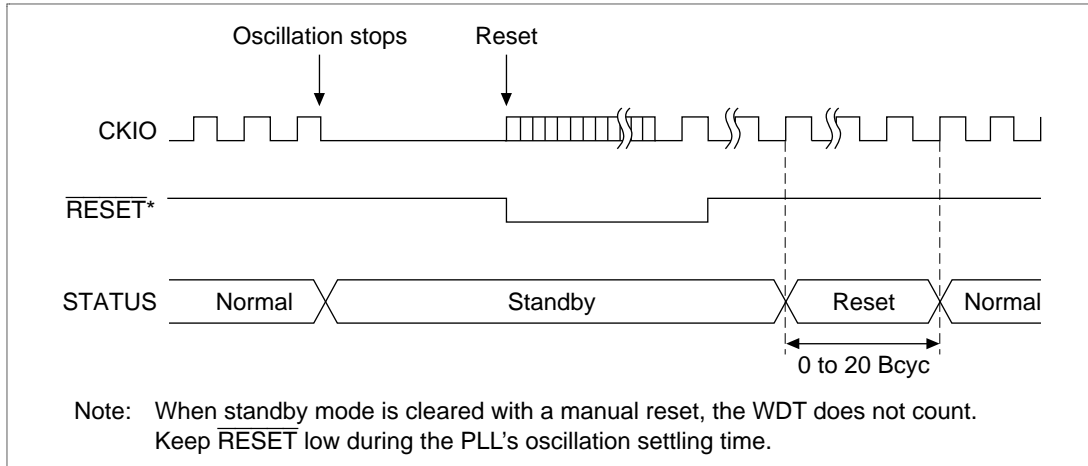 Oscillation stops Reset
CKIO
RESET*
STATUS Normal Standby Reset Normal
0 to 20 Bcyc
Note: When standby mode is cleared with a manual reset, the WDT does not count.
Keep RESET low during the PLL's oscillation settling time.